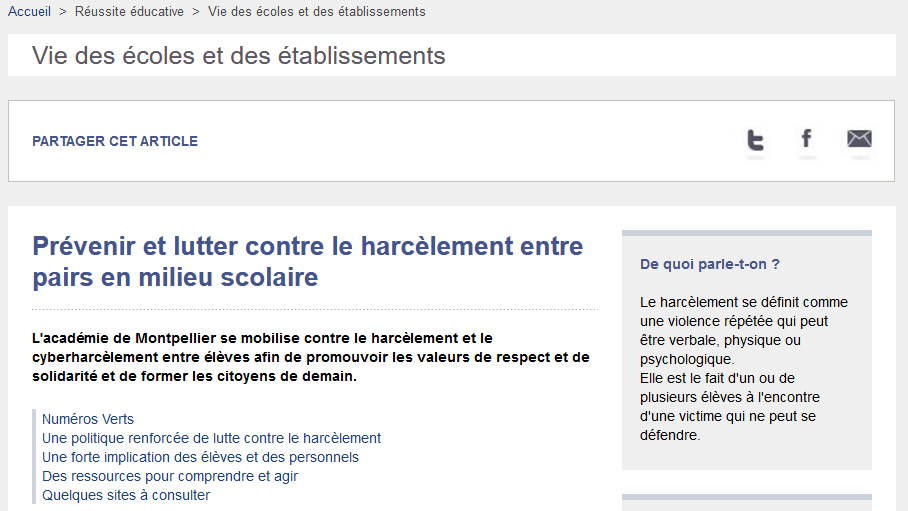 Accueil > Réussite éducative > Vie des écoles et des établissements
Vie des écoles et des établissements
PARTAGER CET ARTICLE
Prévenir et lutter contre le harcèlement entre
pairs en milieu scolaire
L'académie de Montpellier se mobilise contre le harcèlement et le
cyberharcèlement entre élèves afin de promouvoir les valeurs de respect et de
solidarité et de former les citoyens de demain.
Numéros Verts
Une politique renforcée de lutte contre le harcèlement
Une forte implication des élèves et des personnels
Des ressources pour comprendre et agir
Quelques sites à consulter
De quoi parle-t-on ?
Le harcèlement se définit comme
une violence répétée qui peut
être verbale, physique ou
psychologique.
Elle est le fait d'un ou de
plusieurs élèves à l'encontre
d'une victime qui ne peut se
défendre.